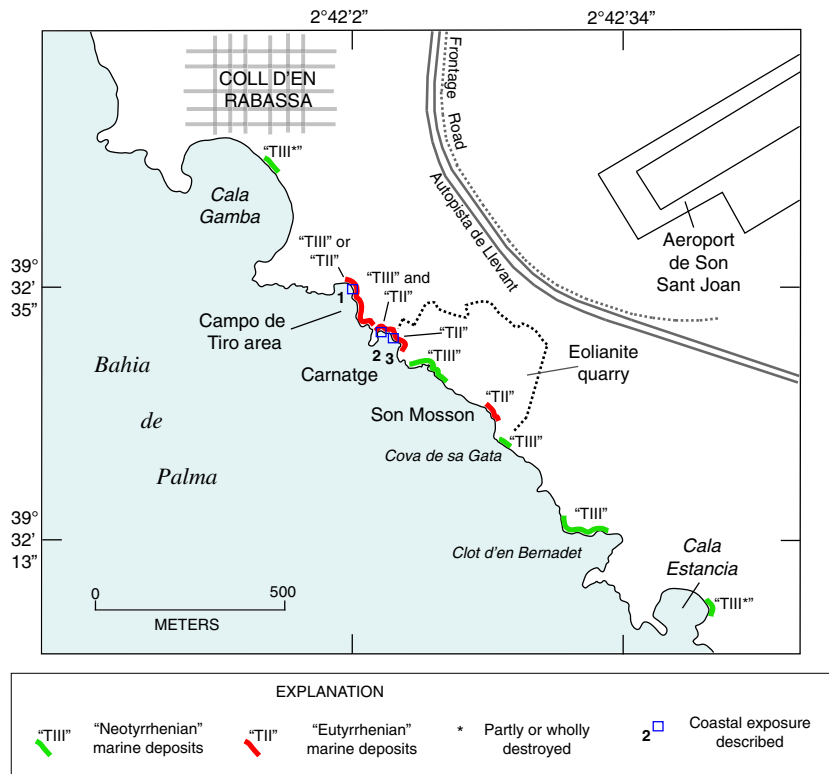 2°42'2"
2°42'34"
COLL D'EN
RABASSA
Frontage Road
Autopista de Llevant
"TIII*"
Cala
Gamba
Aeroport
de Son
Sant Joan
"TIII" or
"TII"
"TIII" and
"TII"
39°
32'
35"
1
Campo de
Tiro area
2
3
"TII"
Carnatge
"TIII"
Eolianite
quarry
Bahia
de
Palma
Son Mosson
"TII"
"TIII"
Cova de sa Gata
"TIII"
39°
32'
13"
Clot d'en Bernadet
Cala
Estancia
"TIII*"
0
500
METERS
EXPLANATION
"TIII"
"Neotyrrhenian"
marine deposits
"TII"
"Eutyrrhenian"
marine deposits
*
Partly or wholly
destroyed
2
Coastal exposure
described